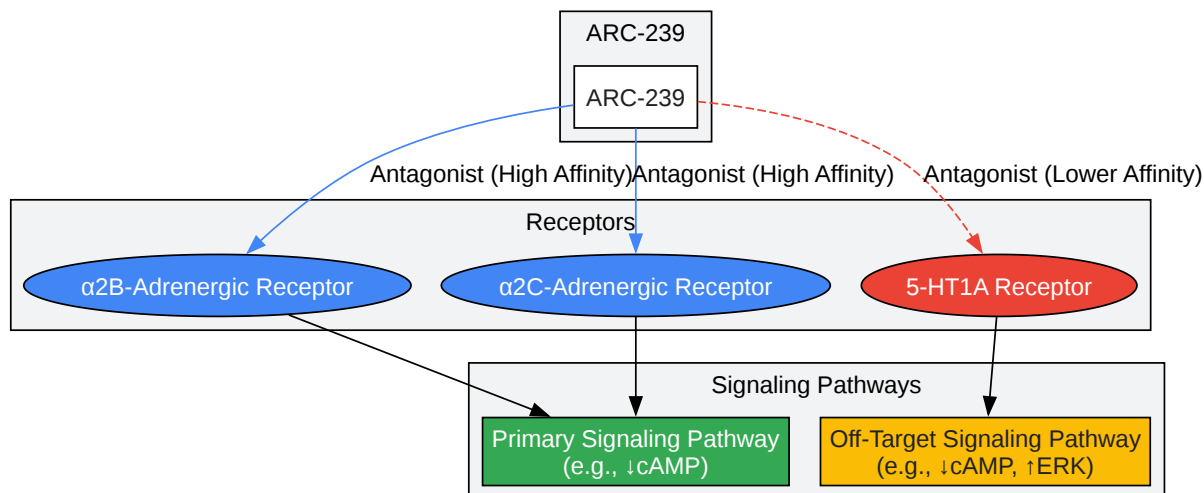 ARC-239
ARC-239
Antagonist (High Affinity)
Antagonist (High Affinity)
Antagonist (Lower Affinity)
Receptors
α2B-Adrenergic Receptor
α2C-Adrenergic Receptor
5-HT1A Receptor
Signaling Pathways
Primary Signaling Pathway
(e.g., ↓cAMP)
Off-Target Signaling Pathway
(e.g., ↓cAMP, ↑ERK)